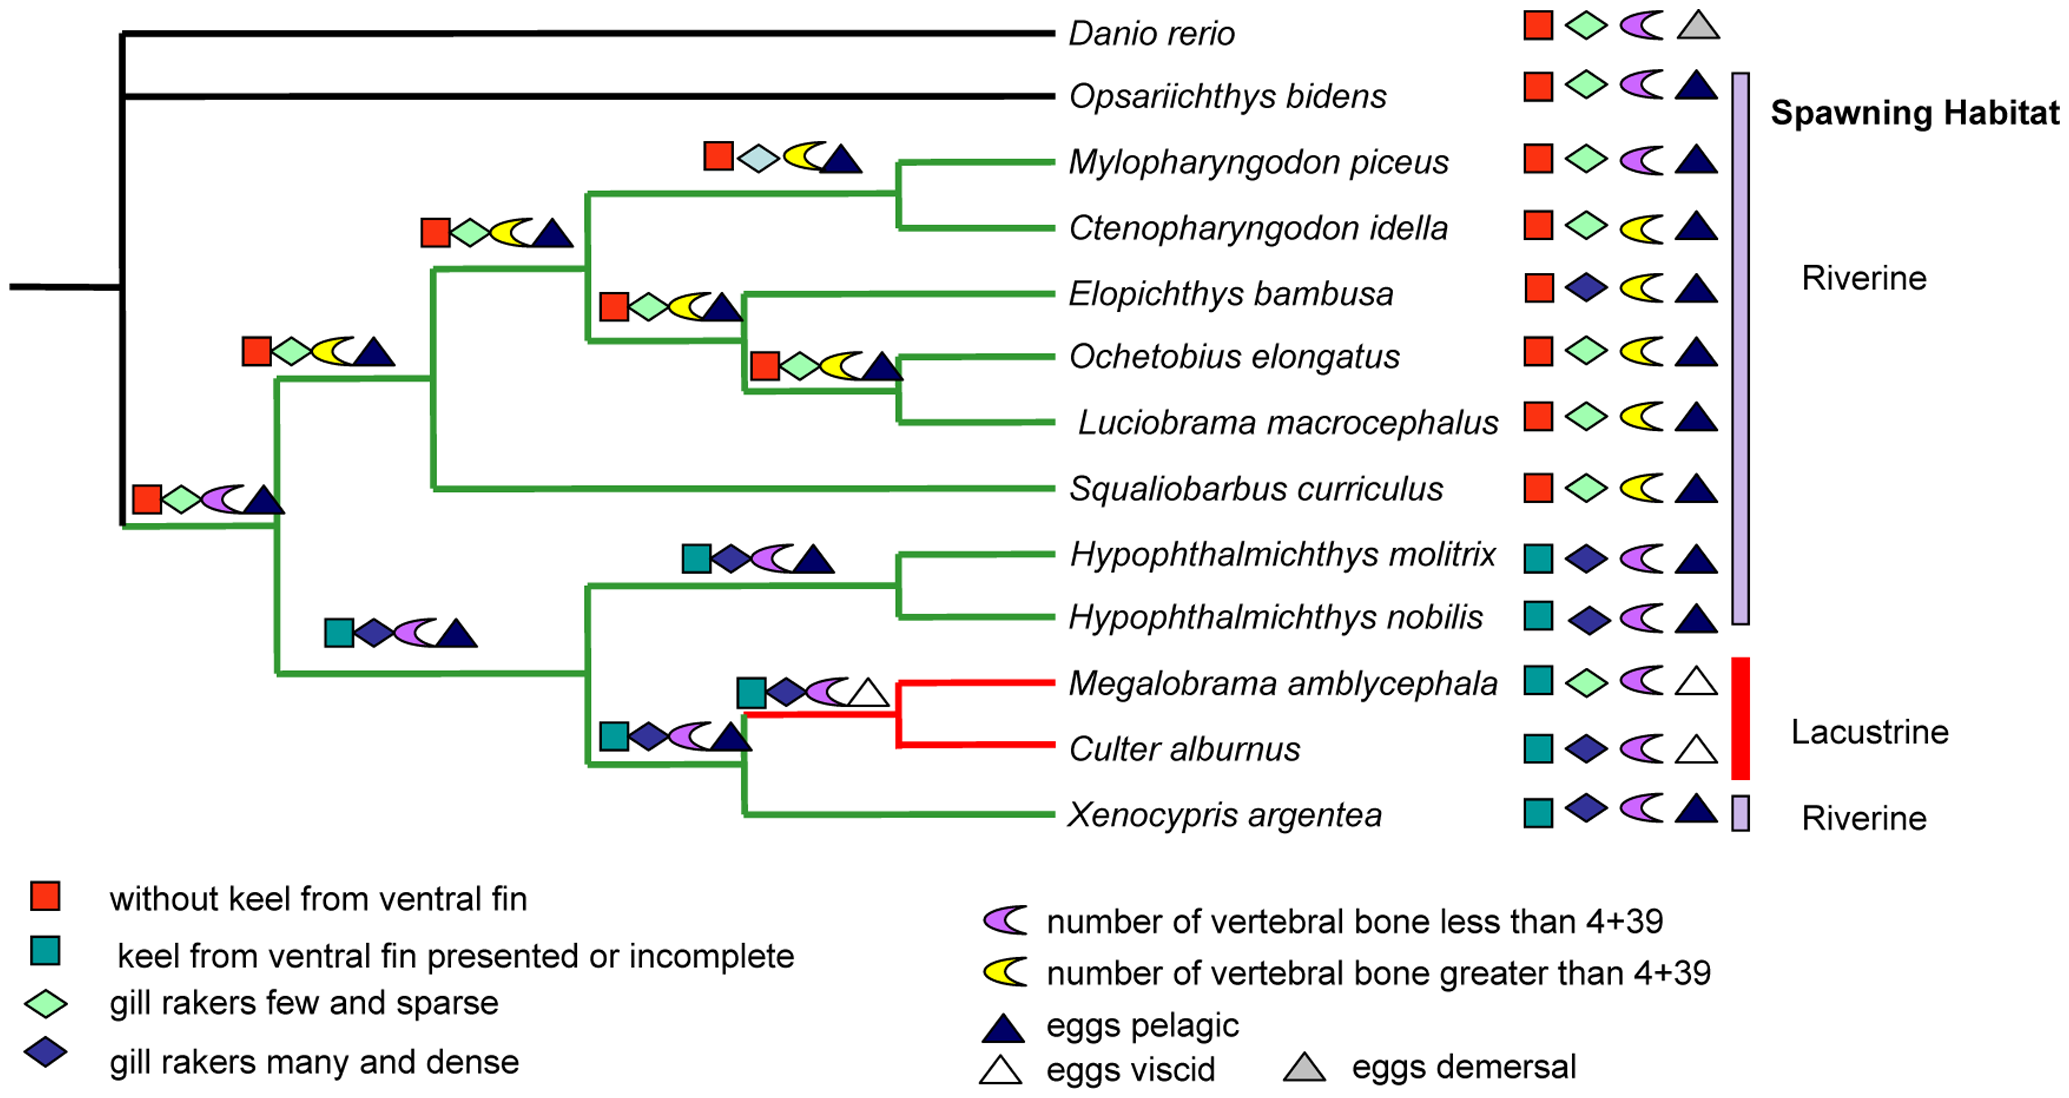 Danio rerio
Opsariichthys bidens
Spawning Habitat
Mylopharyngodon piceus
Ctenopharyngodon idella
Riverine
Elopichthys bambusa
Ochetobius elongatus
Luciobrama macrocephalus
Squaliobarbus curriculus
Hypophthalmichthys molitrix
Hypophthalmichthys nobilis
Megalobrama amblycephala
Lacustrine
Culter alburnus
Xenocypris argentea
Riverine
without keel from ventral fin
keel from ventral fin presented or incomplete
gill rakers few and sparse
gill rakers many and dense
number of vertebral bone less than 4+39
number of vertebral bone greater than 4+39
eggs pelagic
eggs viscid
eggs demersal